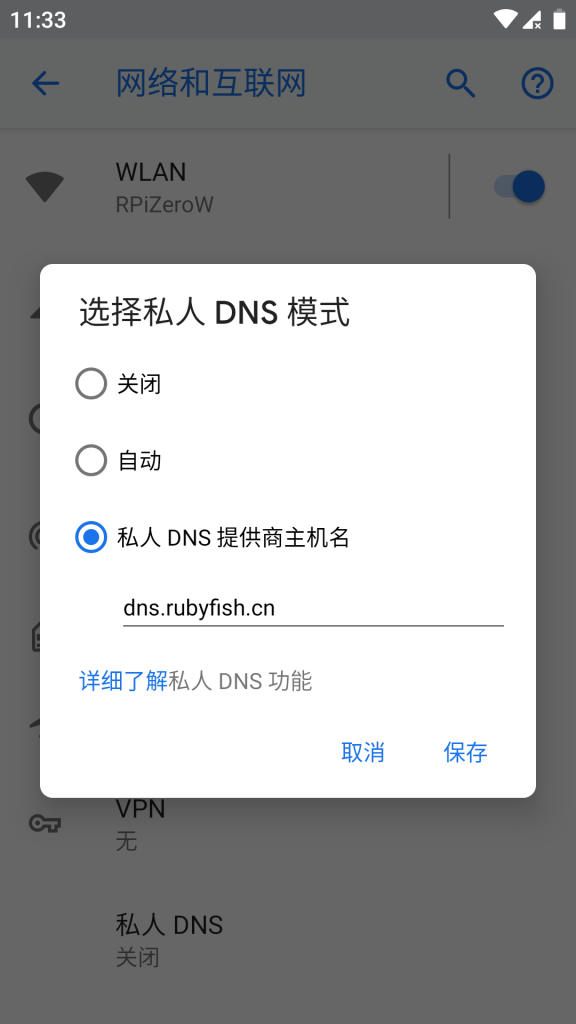 11:33
网络和互联网
WLAN
RPiZeroW
选择私人 DNS 模式
关闭
自动
私人 DNS 提供商主机名
dns.rubyfish.cn
详细了解私人 DNS 功能
取消 保存
VPN
无
私人 DNS
关闭